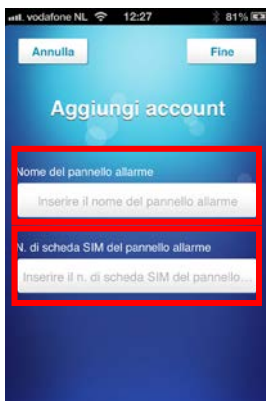 vodafone NL 12:27 81%
Annulla Fine
Aggiungi account
Nome del pannello allarme
Inserire il nome del pannello allarme
N. di scheda SIM del pannello allarme
Inserire il n. di scheda SIM del pannello...